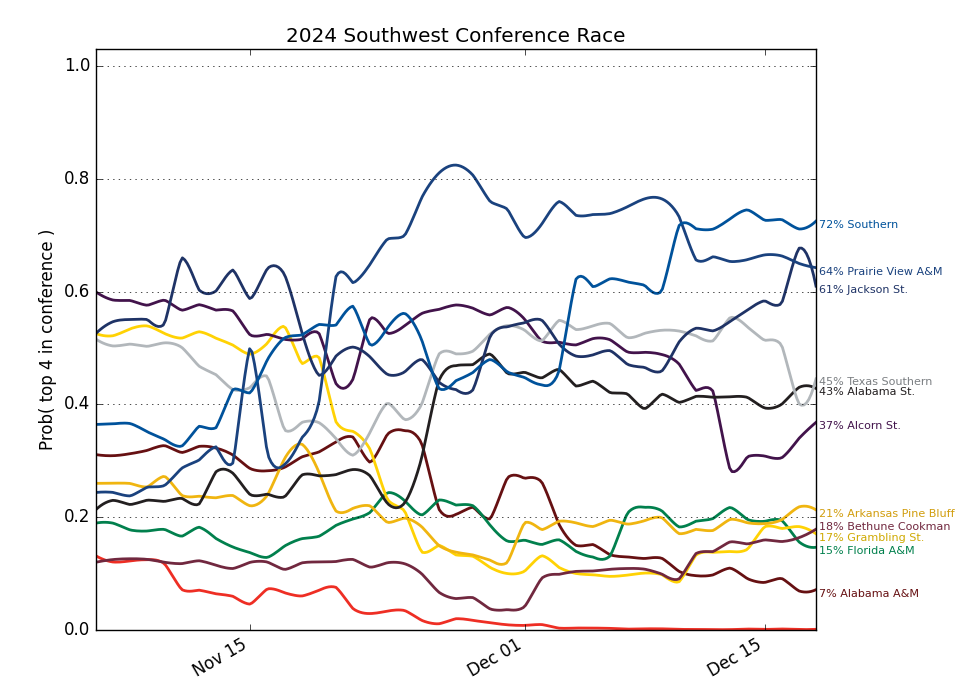 2024 Southwest Conference Race
Prob( top 4 in conference )
1.0
0.8
0.6
0.4
0.2
0.0
Nov 15
Dec 01
Dec 15
72% Southern
64% Prairie View A&M
61% Jackson St.
45% Texas Southern
43% Alabama St.
37% Alcorn St.
21% Arkansas Pine Bluff
18% Bethune Cookman
17% Grambling St.
15% Florida A&M
7% Alabama A&M